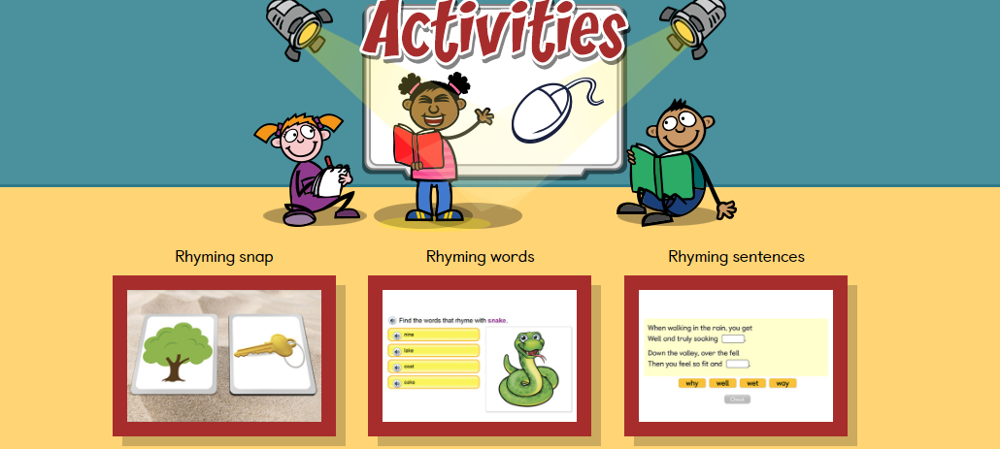 Activities
Rhyming snap
Rhyming words
Rhyming sentences
Find the words that rhyme with snake.
nine
lake
coat
cake
When walking in the rain, you get
Well and truly soaking
Down the valley, over the fell
Then you feel so fit and
why well wet way
Check